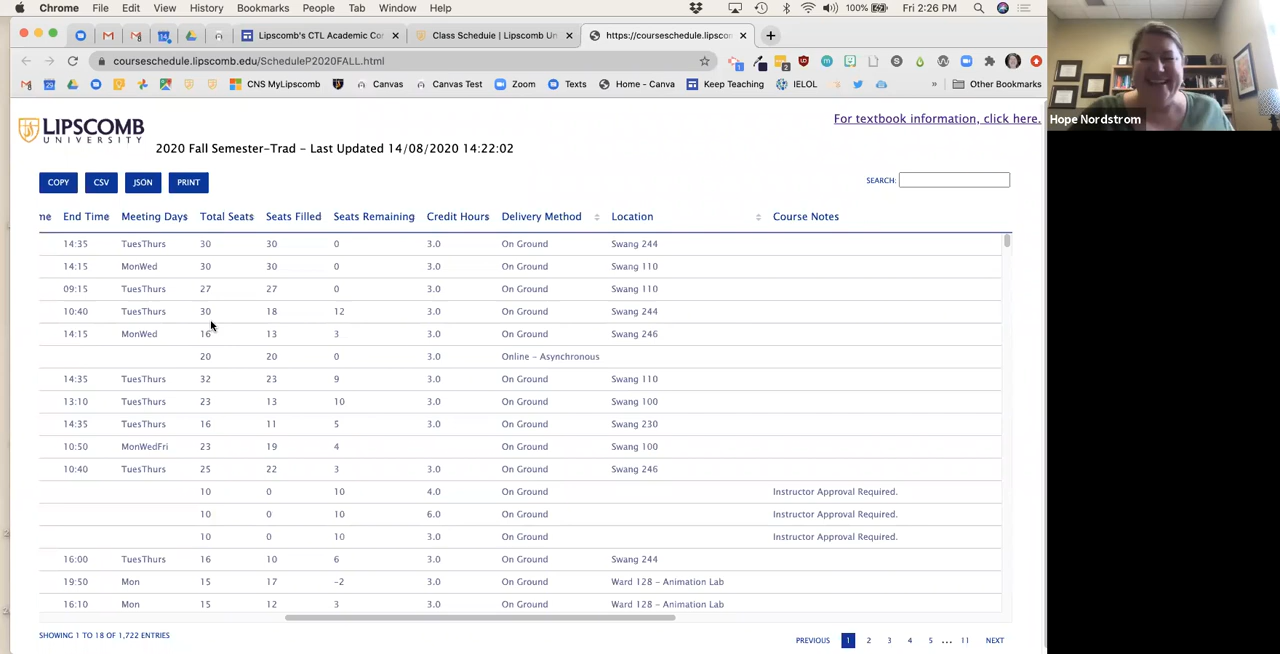 Chrome File Edit View History Bookmarks People Tab Window Help 100% Fri 2:26 PM
Lipscomb's CTL Academic Co Class Schedule | Lipscomb Un https://courseschedule.lipsco
courseschedule.lipscomb.edu/ScheduleP2020FALL.html
CNS MyLipscomb Canvas Canvas Test Zoom Texts Home - Canva Keep Teaching IELOL » Other Bookmarks
Hope Nordstrom
For textbook information, click here.
LIPSCOMB
UNIVERSITY
2020 Fall Semester-Trad - Last Updated 14/08/2020 14:22:02
COPY CSV JSON PRINT SEARCH:
me End Time Meeting Days Total Seats Seats Filled Seats Remaining Credit Hours Delivery Method Location Course Notes
14:35 TuesThurs 30 30 0 3.0 On Ground Swang 244
14:15 MonWed 30 30 0 3.0 On Ground Swang 110
09:15 TuesThurs 27 27 0 3.0 On Ground Swang 110
10:40 TuesThurs 30 18 12 3.0 On Ground Swang 244
14:15 MonWed 16 13 3 3.0 On Ground Swang 246
20 20 0 3.0 Online - Asynchronous
14:35 TuesThurs 32 23 9 3.0 On Ground Swang 110
13:10 TuesThurs 23 13 10 3.0 On Ground Swang 100
14:35 TuesThurs 16 11 5 3.0 On Ground Swang 230
10:50 MonWedFri 23 19 4 On Ground Swang 100
10:40 TuesThurs 25 22 3 3.0 On Ground Swang 246
10 0 10 4.0 On Ground Instructor Approval Required.
10 0 10 6.0 On Ground Instructor Approval Required.
10 0 10 3.0 On Ground Instructor Approval Required.
16:00 TuesThurs 16 10 6 3.0 On Ground Swang 244
19:50 Mon 15 17 -2 3.0 On Ground Ward 128 - Animation Lab
16:10 Mon 15 12 3 3.0 On Ground Ward 128 - Animation Lab
SHOWING 1 TO 18 OF 1,722 ENTRIES
PREVIOUS 1 2 3 4 5 ... 11 NEXT